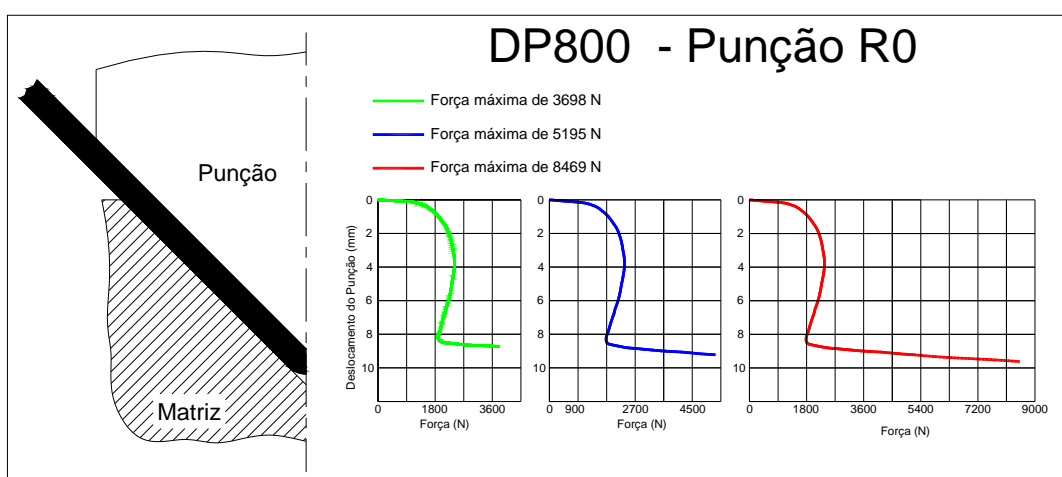 DP800 - Punção R0
Força máxima de 3698 N
Força máxima de 5195 N
Força máxima de 8469 N
Punção
Matriz
Deslocamento do Punção (mm)
0
2
4
6
8
10
0 1800 3600
Força (N)
0
2
4
6
8
10
0 900 2700 4500
Força (N)
0
2
4
6
8
10
0 1800 3600 5400 7200 9000
Força (N)